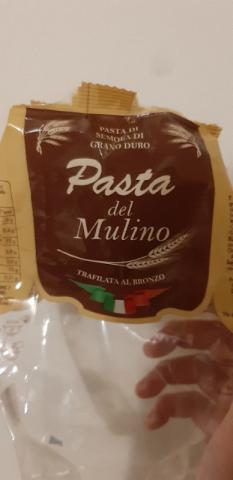 PASTA DI
SEMOLA DI
GRANO DURO
Pasta
del
Mulino
TRAFILATA AL BRONZO